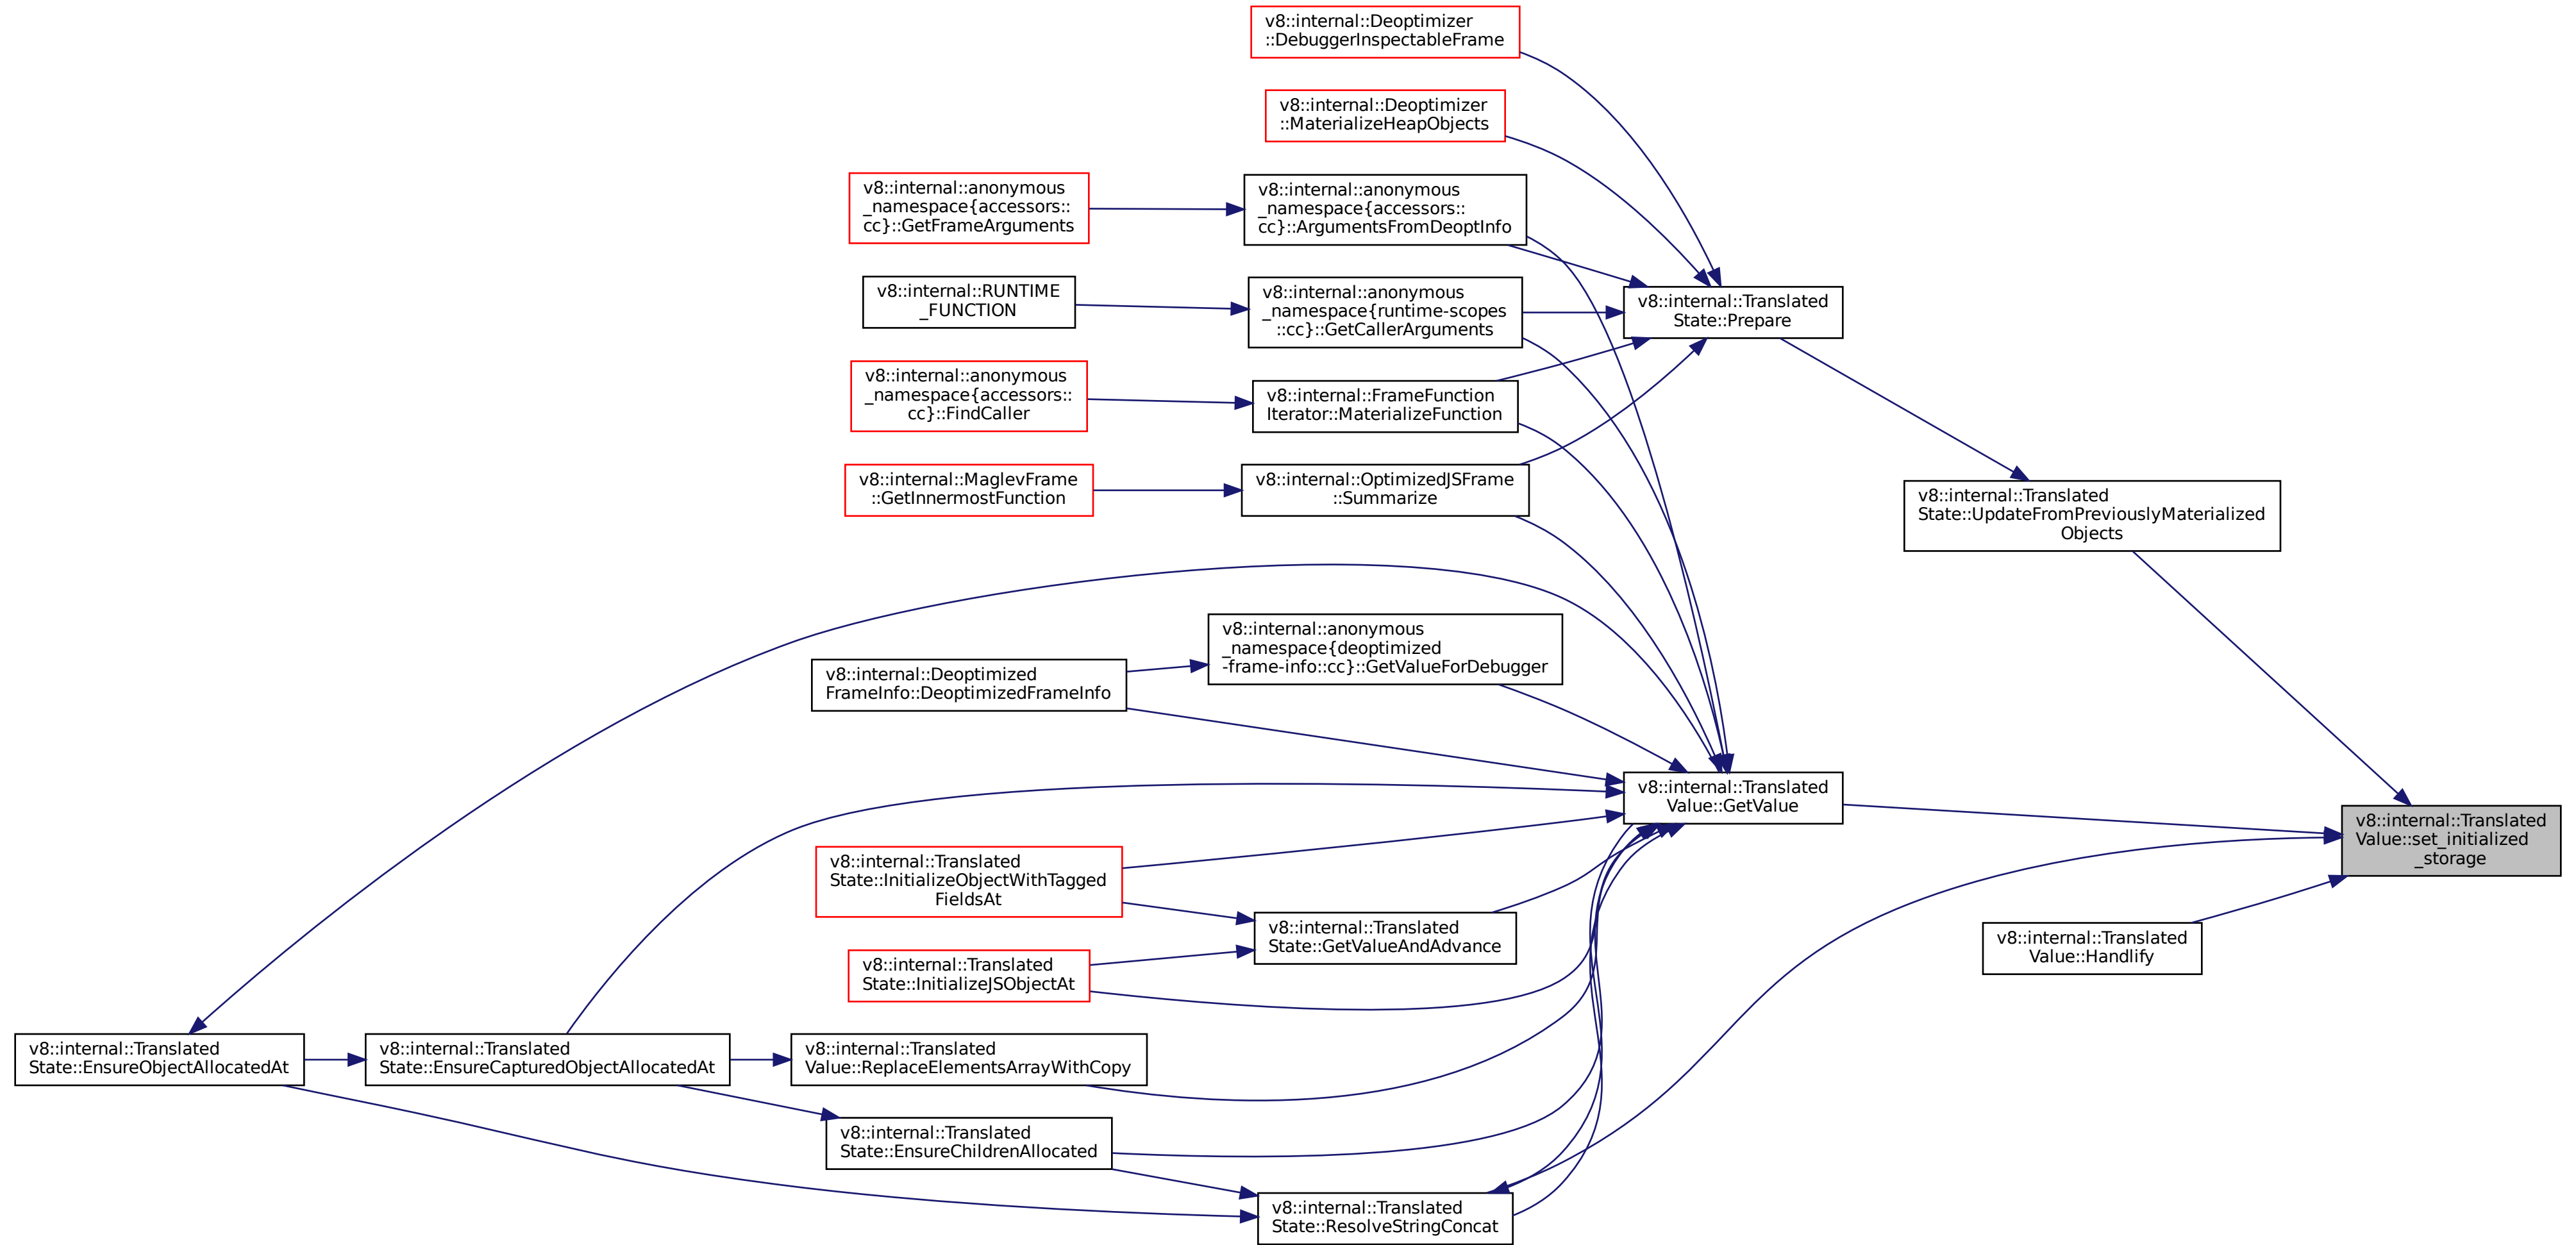 v8::internal::Deoptimizer
::DebuggerInspectableFrame
v8::internal::Deoptimizer
::MaterializeHeapObjects
v8::internal::anonymous
_namespace{accessors::
cc}::GetFrameArguments
v8::internal::anonymous
_namespace{accessors::
cc}::ArgumentsFromDeoptInfo
v8::internal::RUNTIME
_FUNCTION
v8::internal::anonymous
_namespace{runtime-scopes
::cc}::GetCallerArguments
v8::internal::Translated
State::Prepare
v8::internal::anonymous
_namespace{accessors::
cc}::FindCaller
v8::internal::FrameFunction
Iterator::MaterializeFunction
v8::internal::MaglevFrame
::GetInnermostFunction
v8::internal::OptimizedJSFrame
::Summarize
v8::internal::Translated
State::UpdateFromPreviouslyMaterialized
Objects
v8::internal::anonymous
_namespace{deoptimized
-frame-info::cc}::GetValueForDebugger
v8::internal::Deoptimized
FrameInfo::DeoptimizedFrameInfo
v8::internal::Translated
Value::GetValue
v8::internal::Translated
Value::set_initialized
_storage
v8::internal::Translated
State::InitializeObjectWithTagged
FieldsAt
v8::internal::Translated
State::GetValueAndAdvance
v8::internal::Translated
Value::Handlify
v8::internal::Translated
State::InitializeJSObjectAt
v8::internal::Translated
State::EnsureObjectAllocatedAt
v8::internal::Translated
State::EnsureCapturedObjectAllocatedAt
v8::internal::Translated
Value::ReplaceElementsArrayWithCopy
v8::internal::Translated
State::EnsureChildrenAllocated
v8::internal::Translated
State::ResolveStringConcat